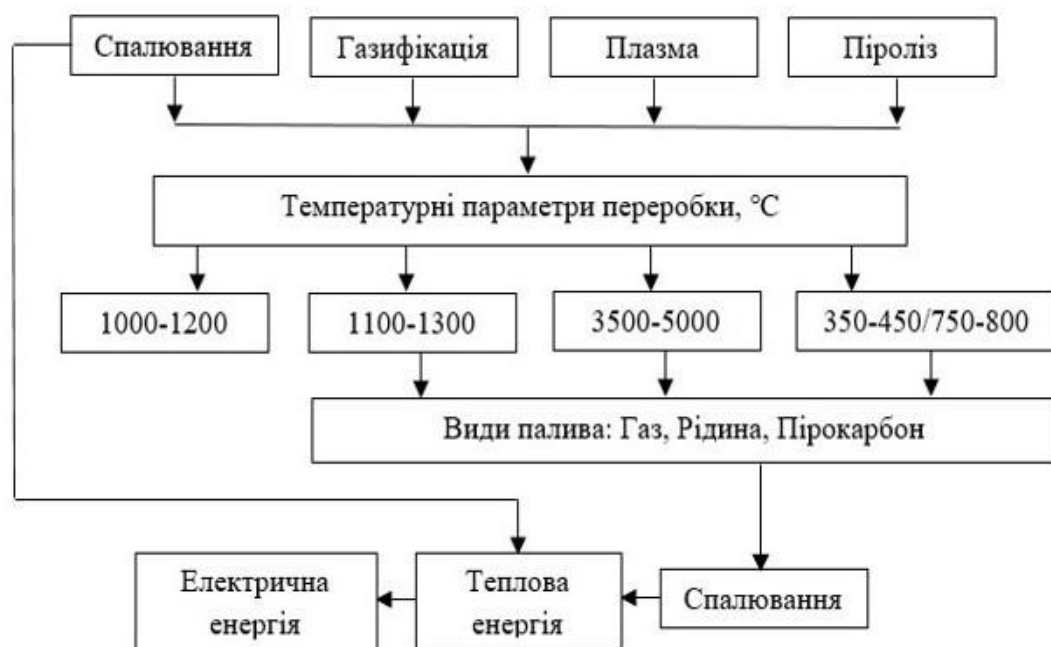 Спалювання
Газифікація
Плазма
Піроліз
Температурні параметри переробки, °С
1000-1200
1100-1300
3500-5000
350-450/750-800
Види палива: Газ, Рідина, Пірокарбон
Електрична
енергія
Теплова
енергія
Спалювання